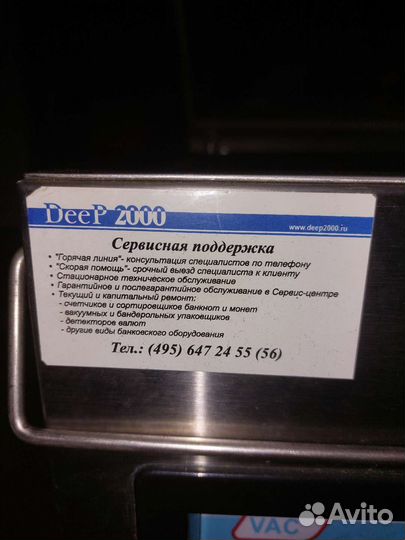 DeeP 2000
www.deep2000.ru
Сервисная поддержка
• "Горячая линия"- консультация специалистов по телефону
• "Скорая помощь"- срочный выезд специалиста к клиенту
• Стационарное техническое обслуживание
• Гарантийное и послегарантийное обслуживание в Сервис-центре
• Текущий и капитальный ремонт:
- счетчиков и сортировщиков банкнот и монет
- вакуумных и бандерольных упаковщиков
- детекторов валют
- другие виды банковского оборудования
Тел.: (495) 647 24 55 (56)
VAC
Avito